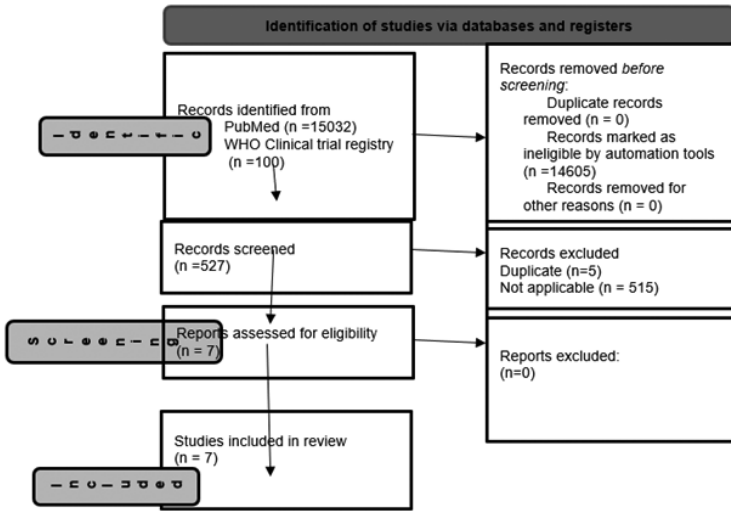 Identification of studies via databases and registers
Records identified from
PubMed (n =15032)
WHO Clinical trial registry
(n =100)
Records removed before
screening:
Duplicate records
removed (n = 0)
Records marked as
ineligible by automation tools
(n =14605)
Records removed for
other reasons (n = 0)
Identific
Records screened
(n =527)
Records excluded
Duplicate (n=5)
Not applicable (n = 515)
Screening
Reports assessed for eligibility
(n = 7)
Reports excluded:
(n=0)
Studies included in review
(n = 7)
Included